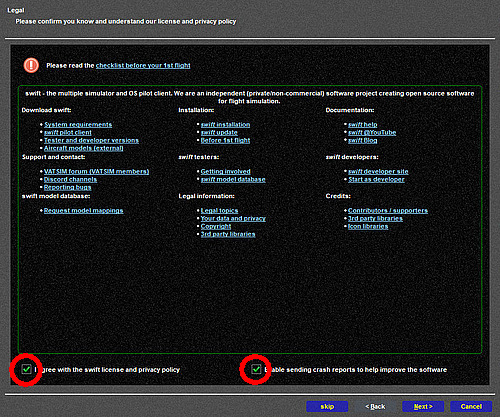 Legal
Please confirm you know and understand our license and privacy policy
Please read the checklist before your 1st flight
swift - the multiple simulator and OS pilot client. We are an independent (private/non-commercial) software project creating open source software
for flight simulation.
Download swift:
System requirements
swift pilot client
Tester and developer versions
Aircraft models (external)
Installation:
swift installation
swift update
Before 1st flight
Documentation:
swift help
swift @YouTube
swift Blog
Support and contact:
VATSIM forum (VATSIM members)
Discord channels
Reporting bugs
swift testers:
Getting involved
swift model database
swift developers:
swift developer site
Start as developer
swift model database:
Request model mappings
Legal information:
Legal topics
Your data and privacy
Copyright
3rd party libraries
Credits:
Contributors / supporters
3rd party libraries
Icon libraries
I agree with the swift license and privacy policy
Enable sending crash reports to help improve the software
skip
< Back
Next >
Cancel